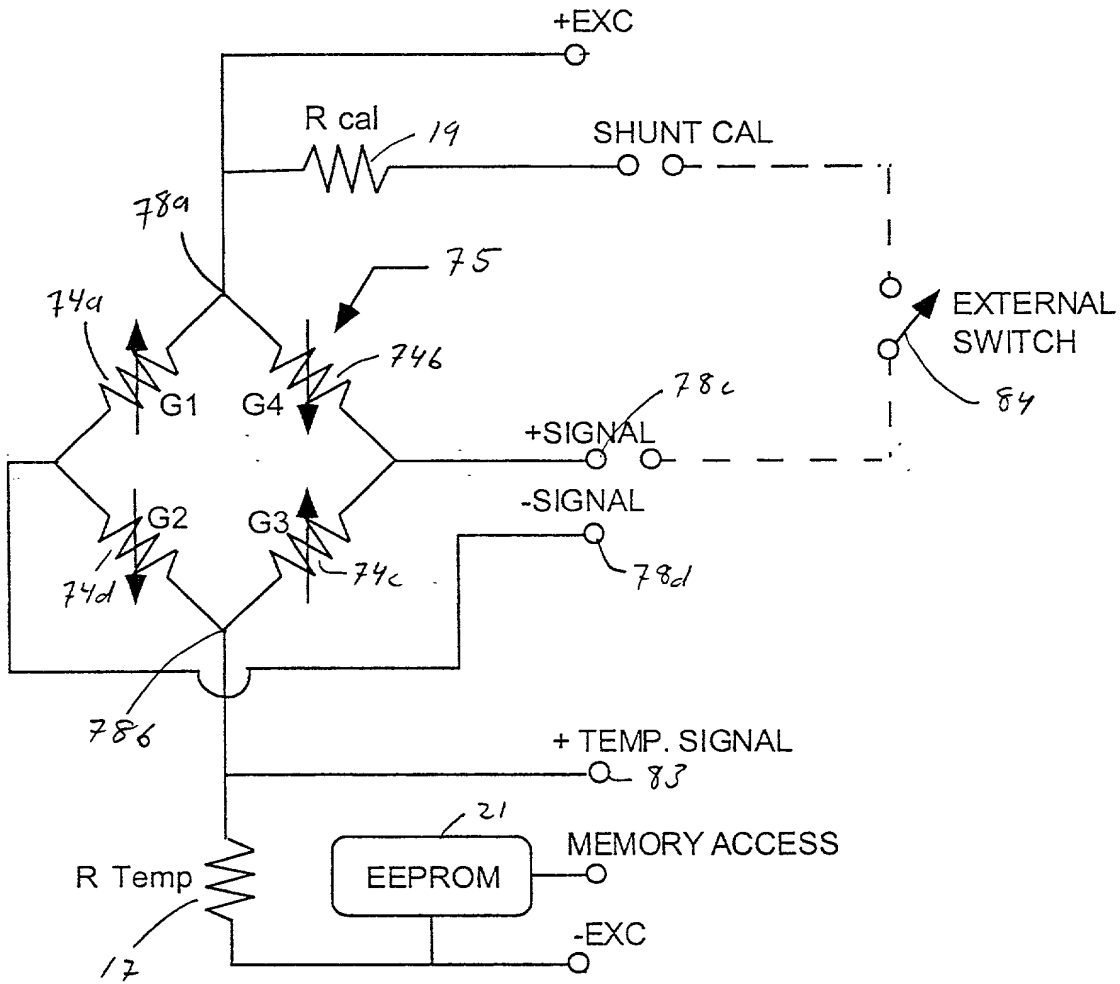 +EXC
R cal
19
SHUNT CAL
78a
75
74a
74b
EXTERNAL
SWITCH
G1
G4
78c
84
+SIGNAL
-SIGNAL
G2
G3
74d
74c
78d
78b
+ TEMP. SIGNAL
83
21
MEMORY ACCESS
R Temp
EEPROM
-EXC
17